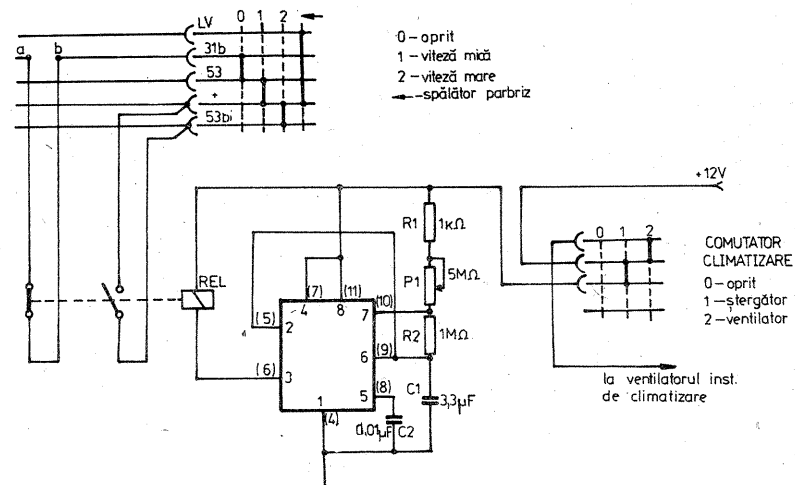 LV
0 1 2
a b
31b
53
+
53bi
0-oprit
1-viteză mică
2-viteză mare
-spălător parbriz
+12V
R1 1KΩ
P1 5MΩ
R2 1MΩ
REL
(7) (11)
4 8
(10)
7
(5)
2
(9)
6
(6)
3
(8)
5
1
(4)
C1
3,3µF
0,01µF C2
0 1 2
COMUTATOR
CLIMATIZARE
0-oprit
1-ștergător
2-ventilator
la ventilatorul inst.
de climatizare